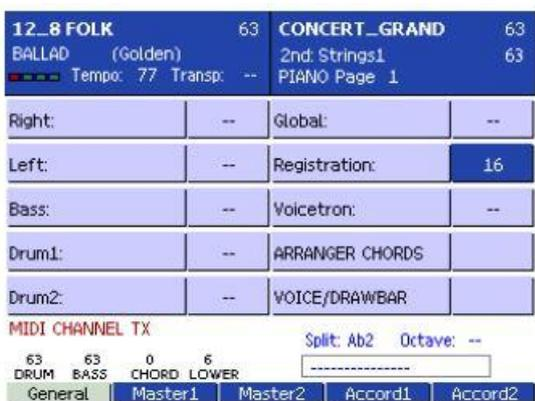 12_8 FOLK 63
BALLAD (Golden)
Tempo: 77 Transp: --
CONCERT_GRAND 63
2nd: Strings1 63
PIANO Page 1
Right: -- Global: --
Left: -- Registration: 16
Bass: -- Voicetron: --
Drum1: -- ARRANGER CHORDS
Drum2: -- VOICE/DRAWBAR
MIDI CHANNEL TX
Split: Ab2 Octave: --
63 63 0 6
DRUM BASS CHORD LOWER
---------------
General Master1 Master2 Accord1 Accord2